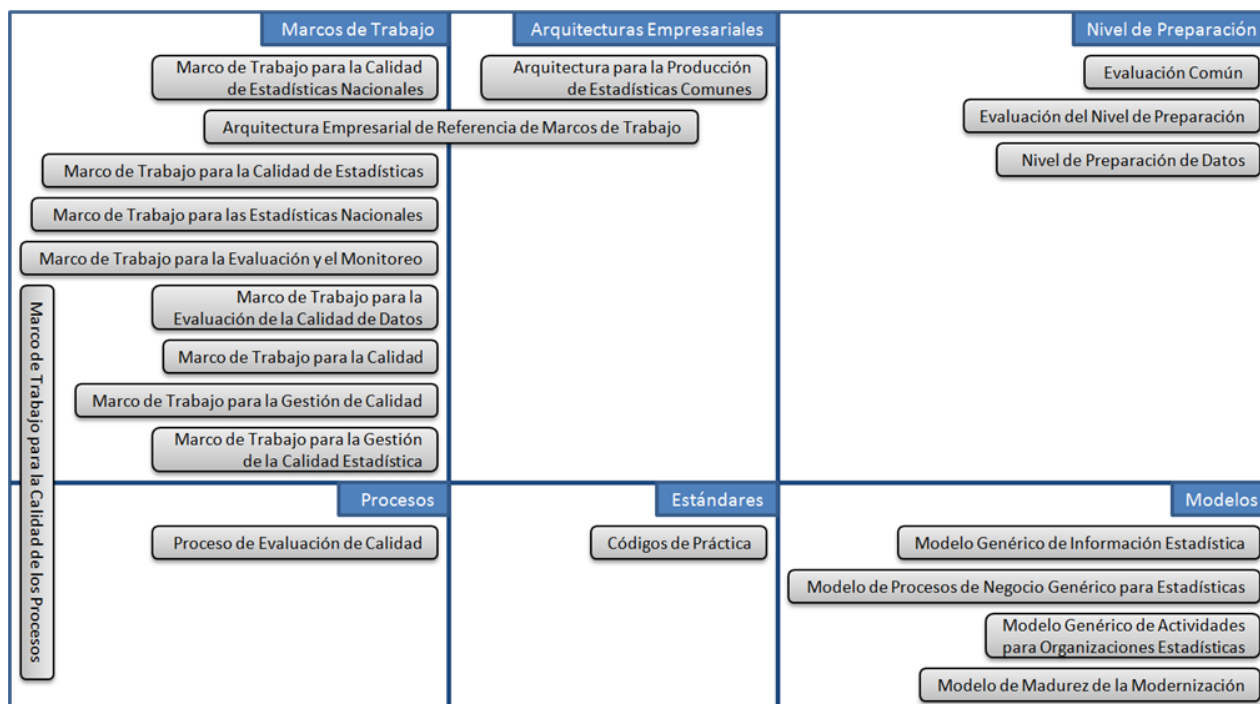 Marcos de Trabajo
Marco de Trabajo para la Calidad
de Estadísticas Nacionales
Arquitectura Empresarial de Referencia de Marcos de Trabajo
Marco de Trabajo para la Calidad de Estadísticas
Marco de Trabajo para las Estadísticas Nacionales
Marco de Trabajo para la Evaluación y el Monitoreo
Marco de Trabajo para la Calidad de los Procesos
Marco de Trabajo para la
Evaluación de la Calidad de Datos
Marco de Trabajo para la Calidad
Marco de Trabajo para la Gestión de Calidad
Marco de Trabajo para la Gestión
de la Calidad Estadística
Arquitecturas Empresariales
Arquitectura para la Producción
de Estadísticas Comunes
Nivel de Preparación
Evaluación Común
Evaluación del Nivel de Preparación
Nivel de Preparación de Datos
Procesos
Proceso de Evaluación de Calidad
Estándares
Códigos de Práctica
Modelos
Modelo Genérico de Información Estadística
Modelo de Procesos de Negocio Genérico para Estadísticas
Modelo Genérico de Actividades
para Organizaciones Estadísticas
Modelo de Madurez de la Modernización